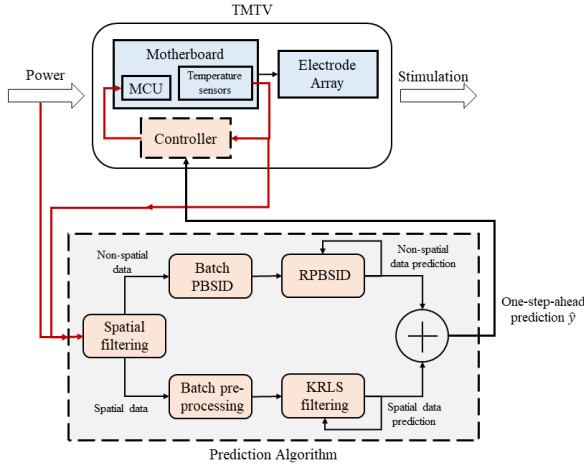 TMTV
Power
Motherboard
MCU
Temperature
sensors
Electrode
Array
Stimulation
Controller
Non-spatial
data
Batch
PBSID
RPBSID
Non-spatial
data prediction
Spatial
filtering
One-step-ahead
prediction ŷ
Spatial data
Batch pre-
processing
KRLS
filtering
Spatial data
prediction
Prediction Algorithm